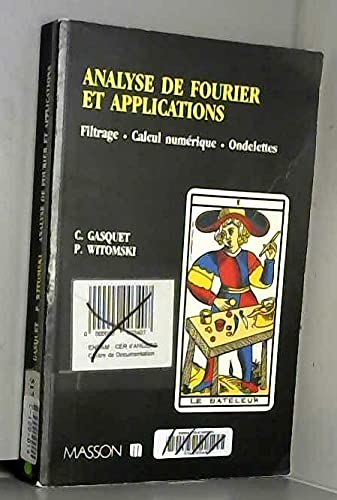 ANALYSE DE FOURIER
ET APPLICATIONS
Filtrage • Calcul numérique • Ondelettes
C. GASQUET
P. WITOMSKI
I
LE BATELEUR
de Documentation
MASSON
GASQUET P. WITOMSKI ANALYSE DE FOURIER ET APPLICATIONS